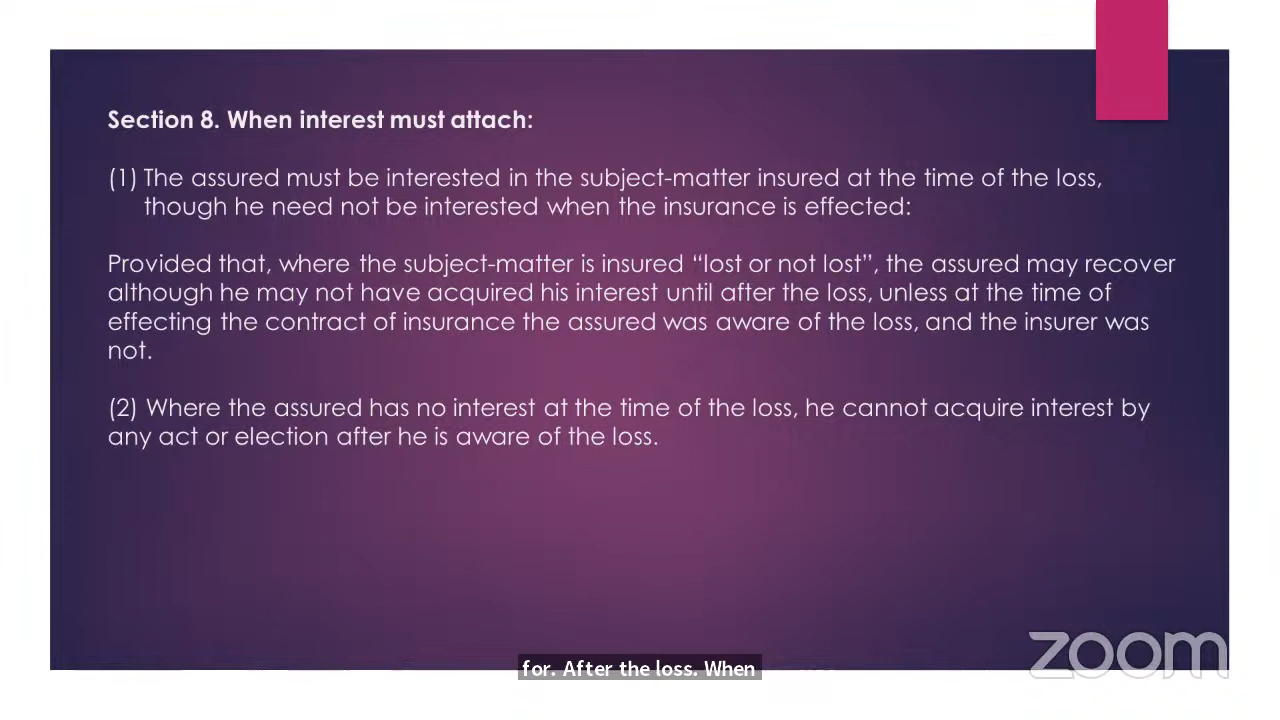 Section 8. When interest must attach:
(1) The assured must be interested in the subject-matter insured at the time of the loss,
though he need not be interested when the insurance is effected:
Provided that, where the subject-matter is insured “lost or not lost”, the assured may recover
although he may not have acquired his interest until after the loss, unless at the time of
effecting the contract of insurance the assured was aware of the loss, and the insurer was
not.
(2) Where the assured has no interest at the time of the loss, he cannot acquire interest by
any act or election after he is aware of the loss.
zoom
for. After the loss. When